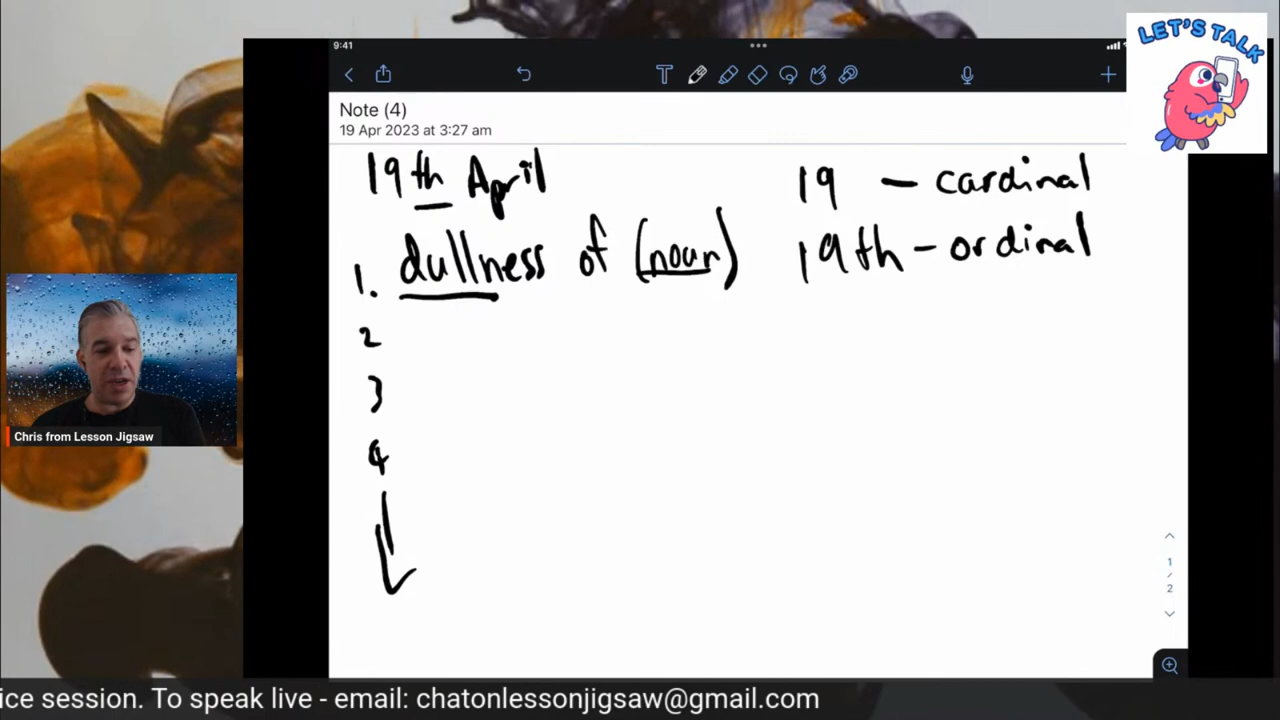 LET'S TALK
9:41
Note (4)
19 Apr 2023 at 3:27 am
19th April
19 – cardinal
1. dullness of (noun)
19th – ordinal
2
3
4
Chris from Lesson Jigsaw
1
/
2
ice session. To speak live - email: chatonlessonjigsaw@gmail.com